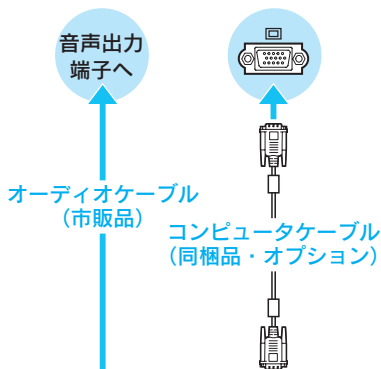 音声出力
端子へ
オーディオケーブル
（市販品）
コンピュータケーブル
（同梱品・オプション）